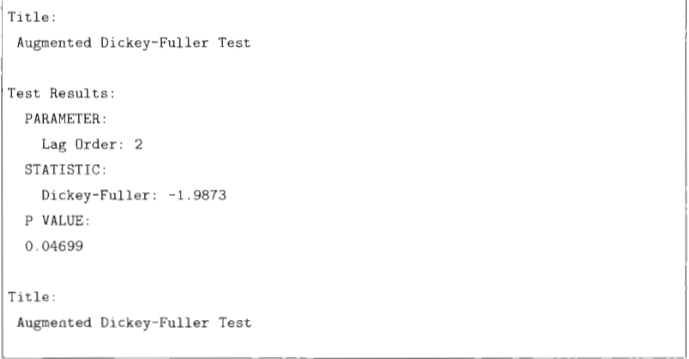 Title:
Augmented Dickey-Fuller Test
Test Results:
PARAMETER:
Lag Order: 2
STATISTIC:
Dickey-Fuller: -1.9873
P VALUE:
0.04699
Title:
Augmented Dickey-Fuller Test